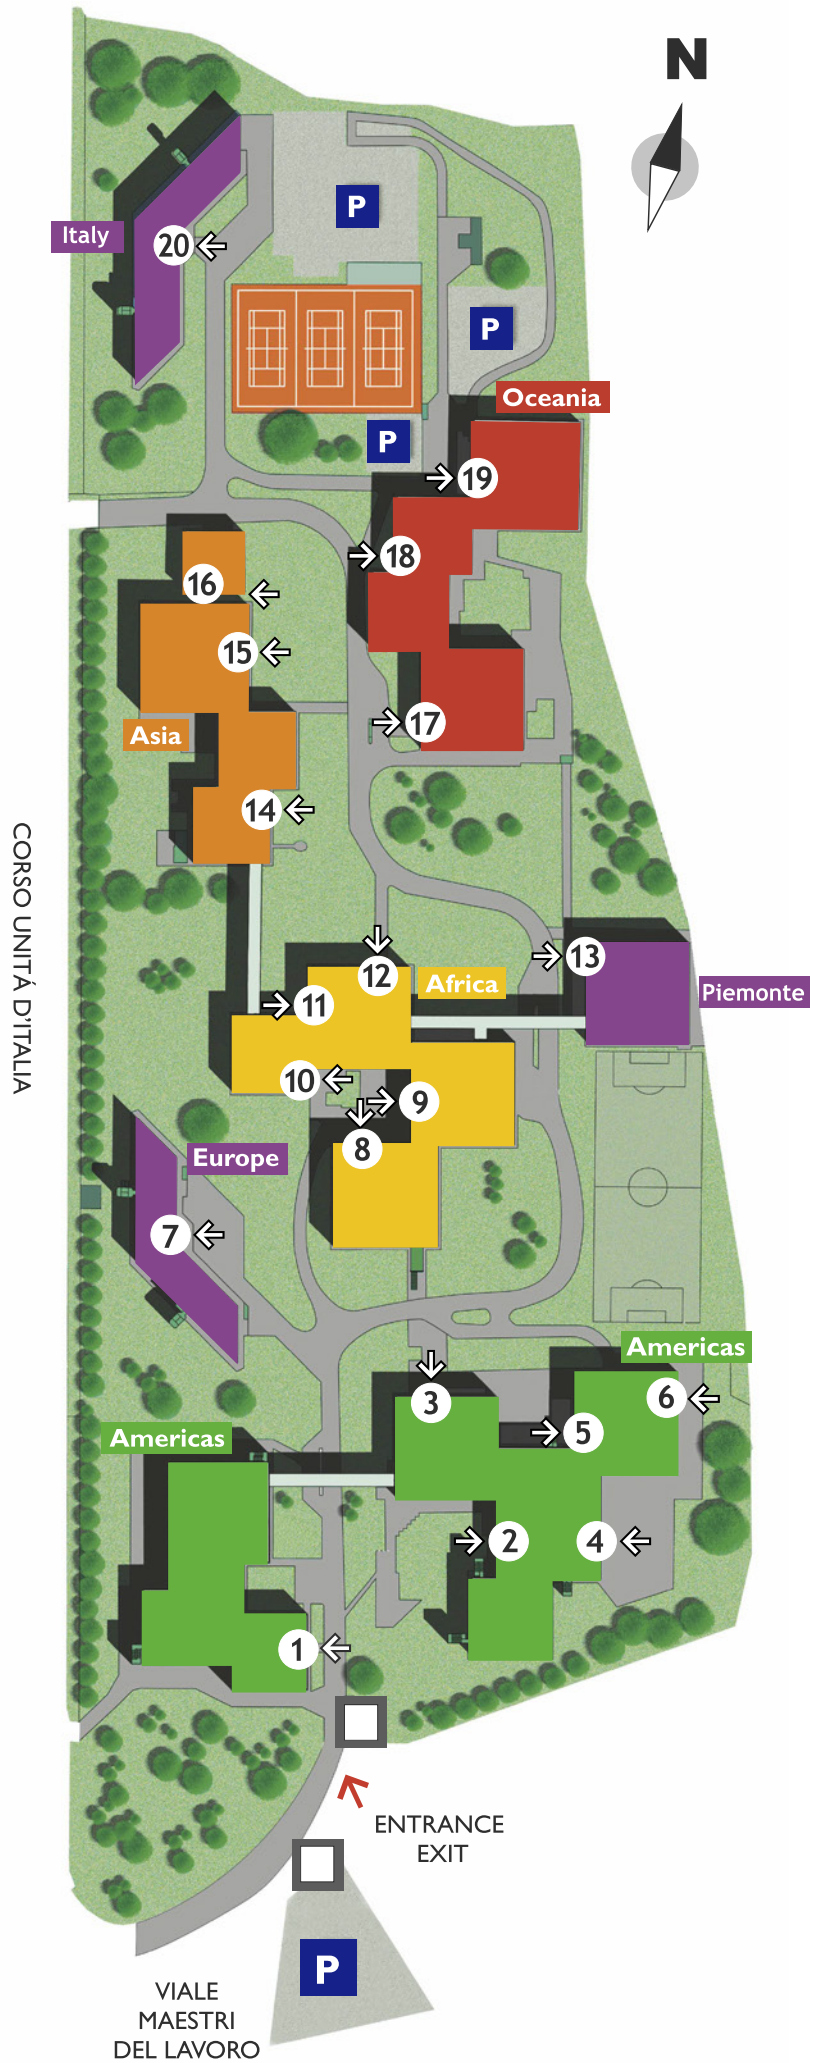 N
P
Italy
20
P
Oceania
P
19
18
16
15
17
Asia
14
CORSO UNITÁ D'ITALIA
13
12
Africa
Piemonte
11
10
9
8
Europe
7
Americas
3
6
5
Americas
2
4
1
ENTRANCE
EXIT
P
VIALE
MAESTRI
DEL LAVORO